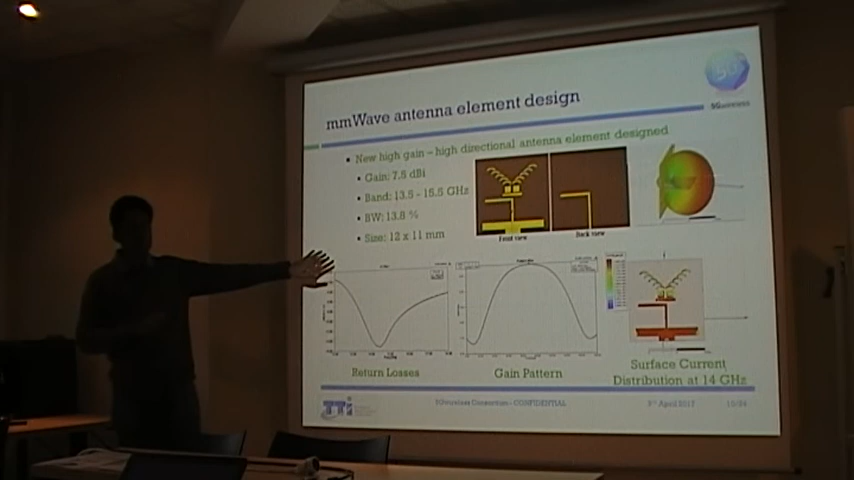 mmWave antenna element design
5Gwireless
• New high gain – high directional antenna element designed
• Gain: 7.5 dBi
• Band: 13.5 - 15.5 GHz
• BW: 13.8 %
• Size: 12 x 11 mm
Front view
Back view
Return Losses
Gain Pattern
Surface Current
Distribution at 14 GHz
TTI
5Gwireless Consortium - CONFIDENTIAL
April 2017